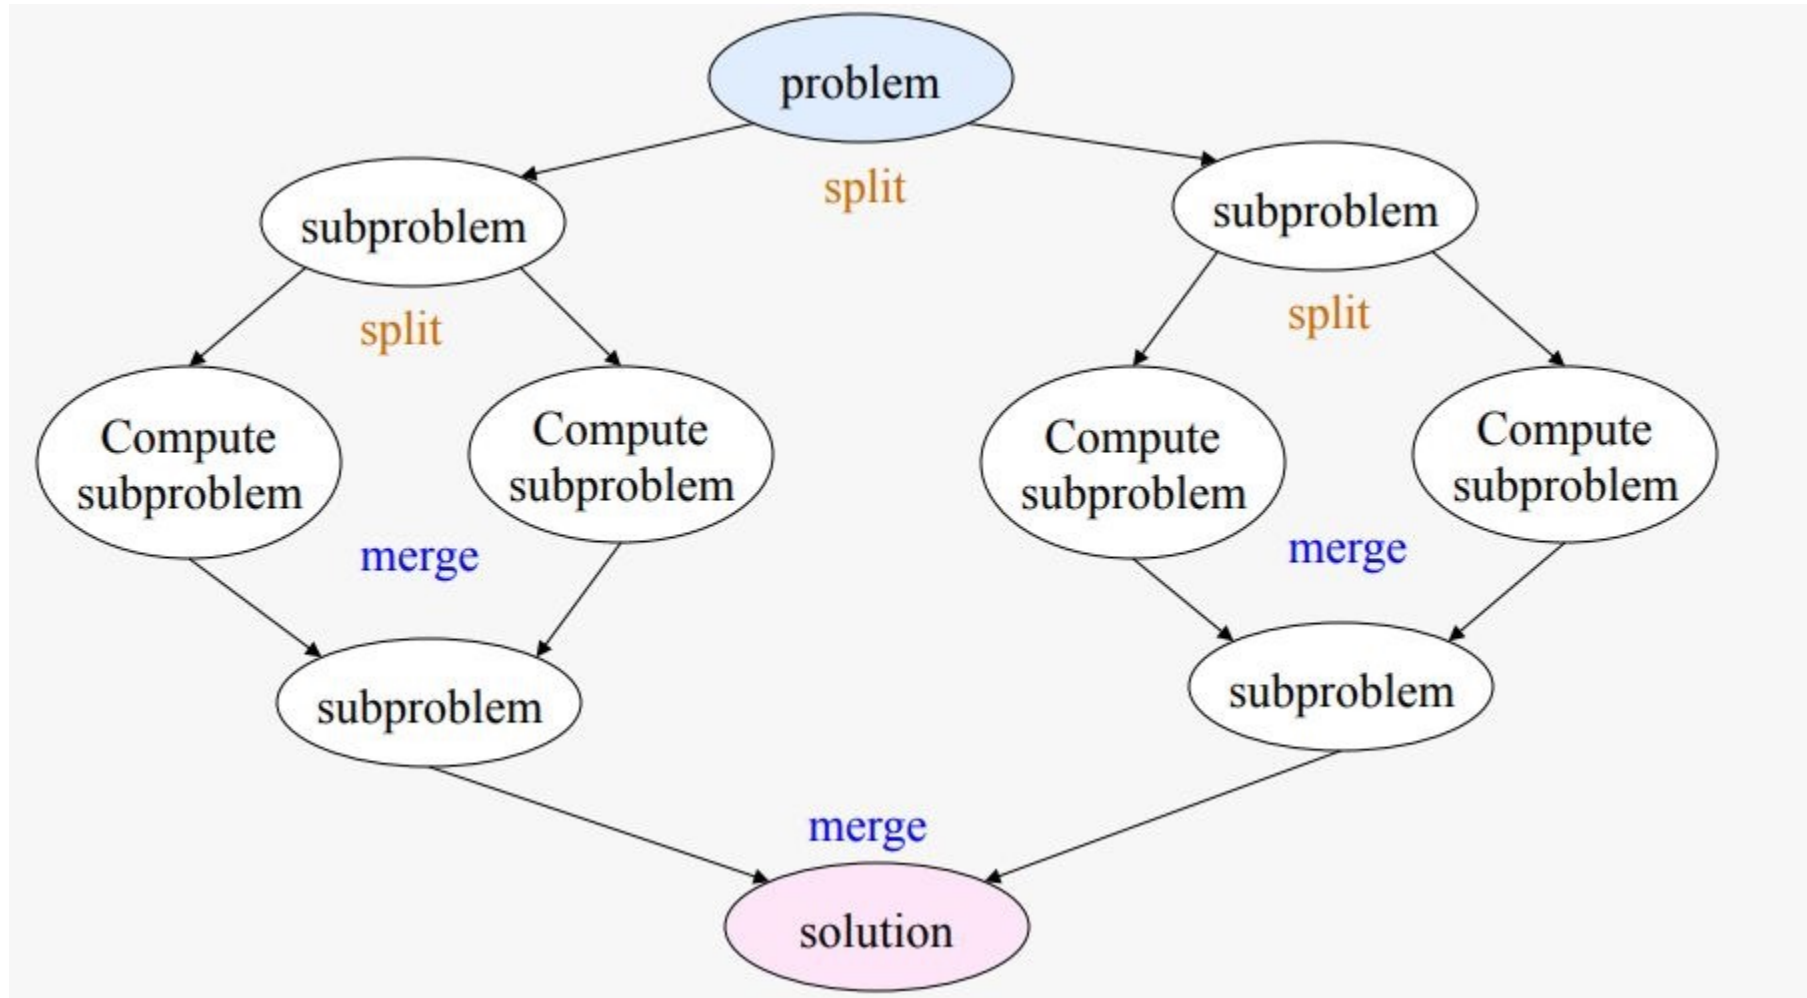 problem
split
subproblem
subproblem
split
split
Compute
subproblem
Compute
subproblem
Compute
subproblem
Compute
subproblem
merge
merge
subproblem
subproblem
merge
solution